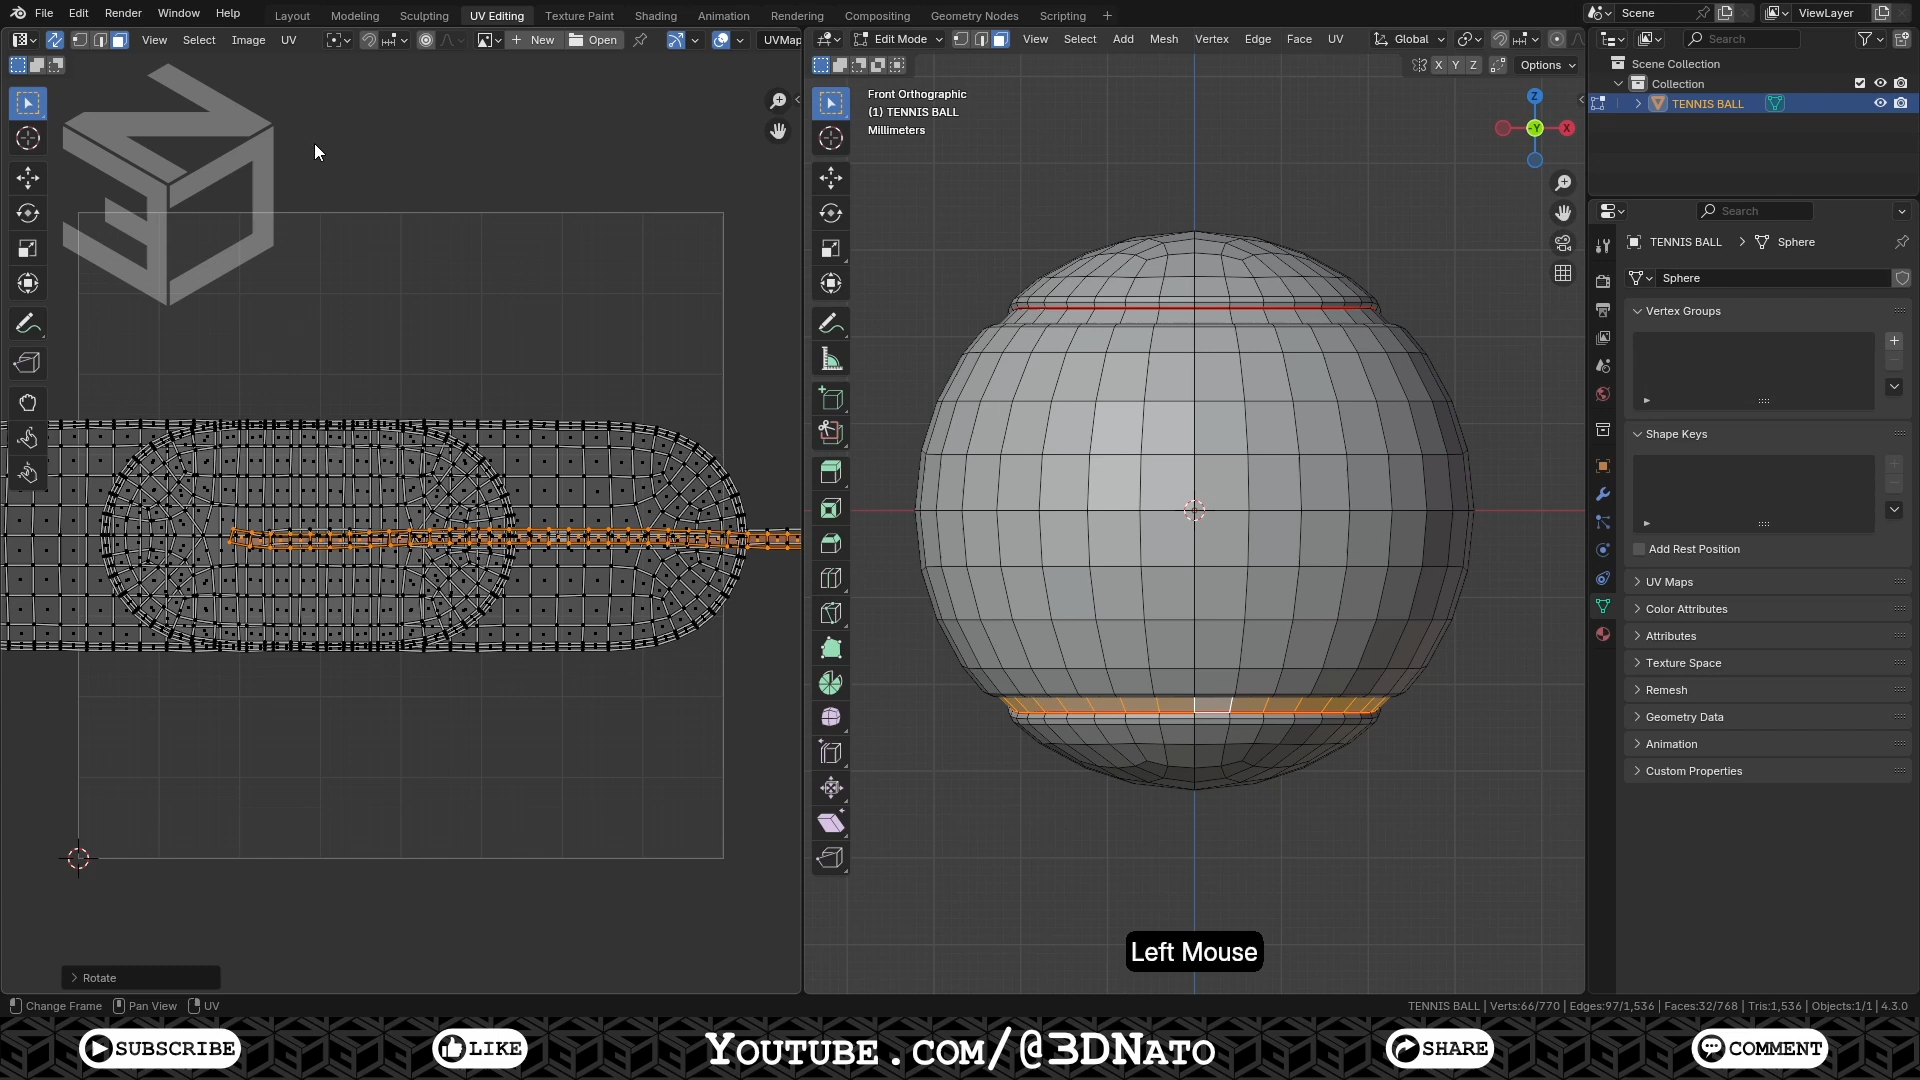 File Edit Render Window Help
Layout Modeling Sculpting UV Editing Texture Paint Shading Animation Rendering Compositing Geometry Nodes Scripting +
Scene ViewLayer
View Select Image UV New Open UVMap
Edit Mode View Select Add Mesh Vertex Edge Face UV Global
Search
X Y Z Options
Scene Collection
Collection
TENNIS BALL
Front Orthographic
(1) TENNIS BALL
Millimeters
Z
-Y X
Search
TENNIS BALL > Sphere
Sphere
Vertex Groups
Shape Keys
Add Rest Position
UV Maps
Color Attributes
Attributes
Texture Space
Remesh
Geometry Data
Animation
Custom Properties
Left Mouse
Rotate
Change Frame Pan View UV
TENNIS BALL | Verts:66/770 | Edges:97/1,536 | Faces:32/768 | Tris:1,536 | Objects:1/1 | 4.3.0
SUBSCRIBE LIKE Youtube.com/@3DNato SHARE COMMENT